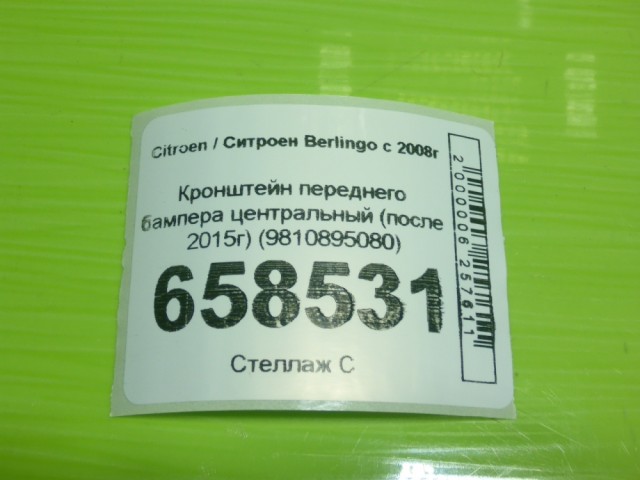 Citroen / Ситроен Berlingo с 2008г
Кронштейн переднего
бампера центральный (после
2015г) (9810895080)
658531
Стеллаж С
2000006257611